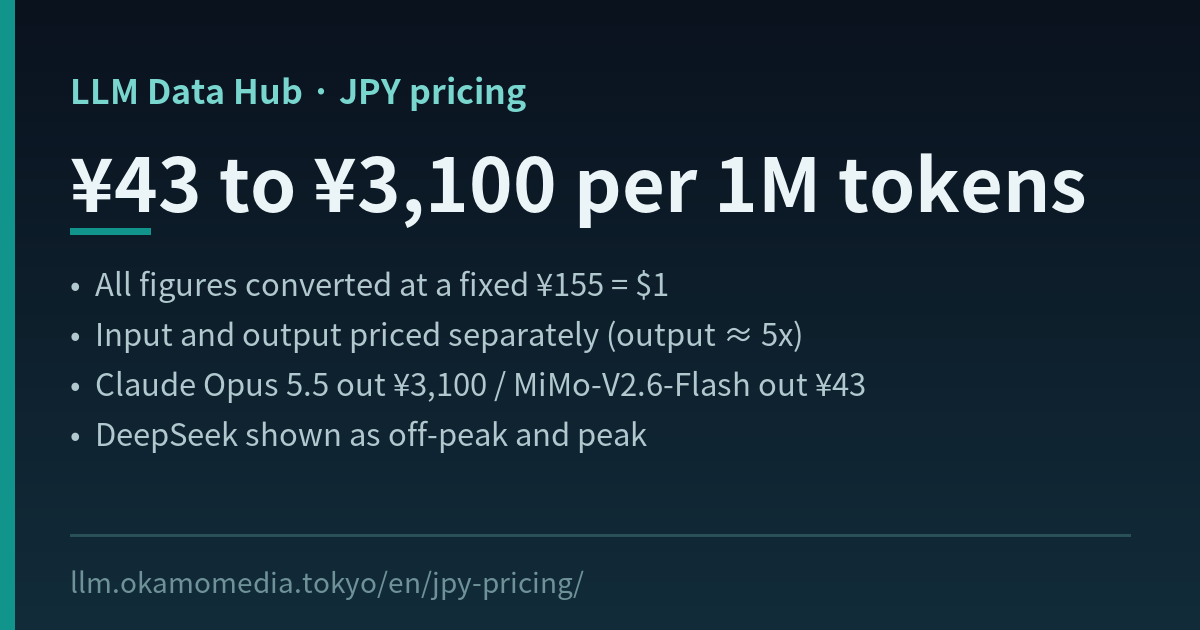 LLM Data Hub · JPY pricing
¥43 to ¥3,100 per 1M tokens
• All figures converted at a fixed ¥155 = $1
• Input and output priced separately (output ≈ 5x)
• Claude Opus 5.5 out ¥3,100 / MiMo-V2.6-Flash out ¥43
• DeepSeek shown as off-peak and peak
llm.okamomedia.tokyo/en/jpy-pricing/